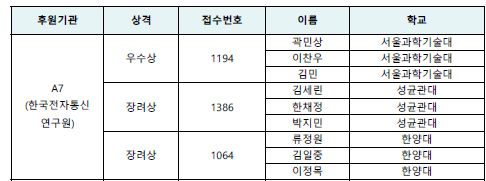 후원기관 상격 접수번호 이름 학교
A7
(한국전자통신
연구원)
우수상 1194
곽민상 서울과학기술대
이찬우 서울과학기술대
김민 서울과학기술대
장려상 1386
김세린 성균관대
한채정 성균관대
박지민 성균관대
장려상 1064
류정원 한양대
김일중 한양대
이정목 한양대